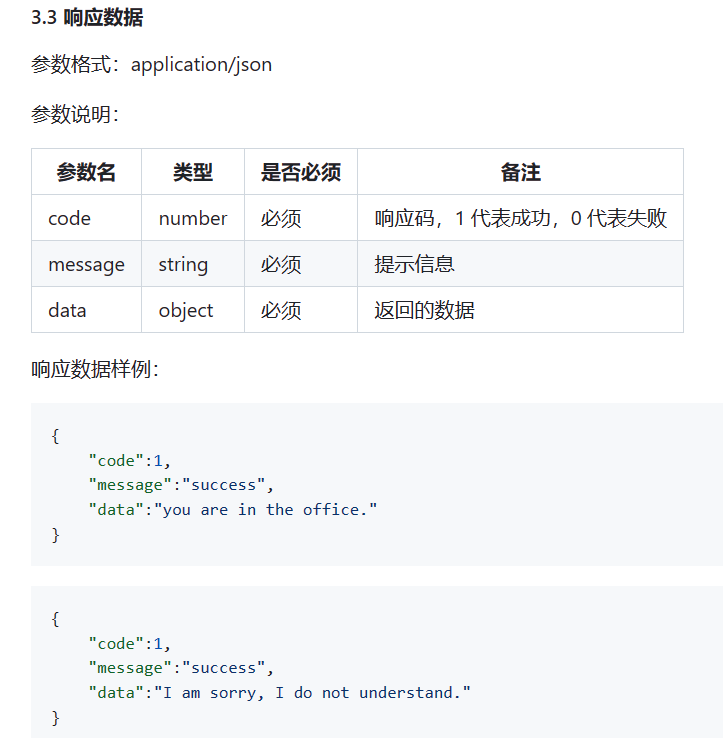 3.3 响应数据
参数格式：application/json
参数说明：
参数名 类型 是否必须 备注
code number 必须 响应码，1 代表成功，0 代表失败
message string 必须 提示信息
data object 必须 返回的数据
响应数据样例：
{
    "code":1,
    "message":"success",
    "data":"you are in the office."
}
{
    "code":1,
    "message":"success",
    "data":"I am sorry, I do not understand."
}